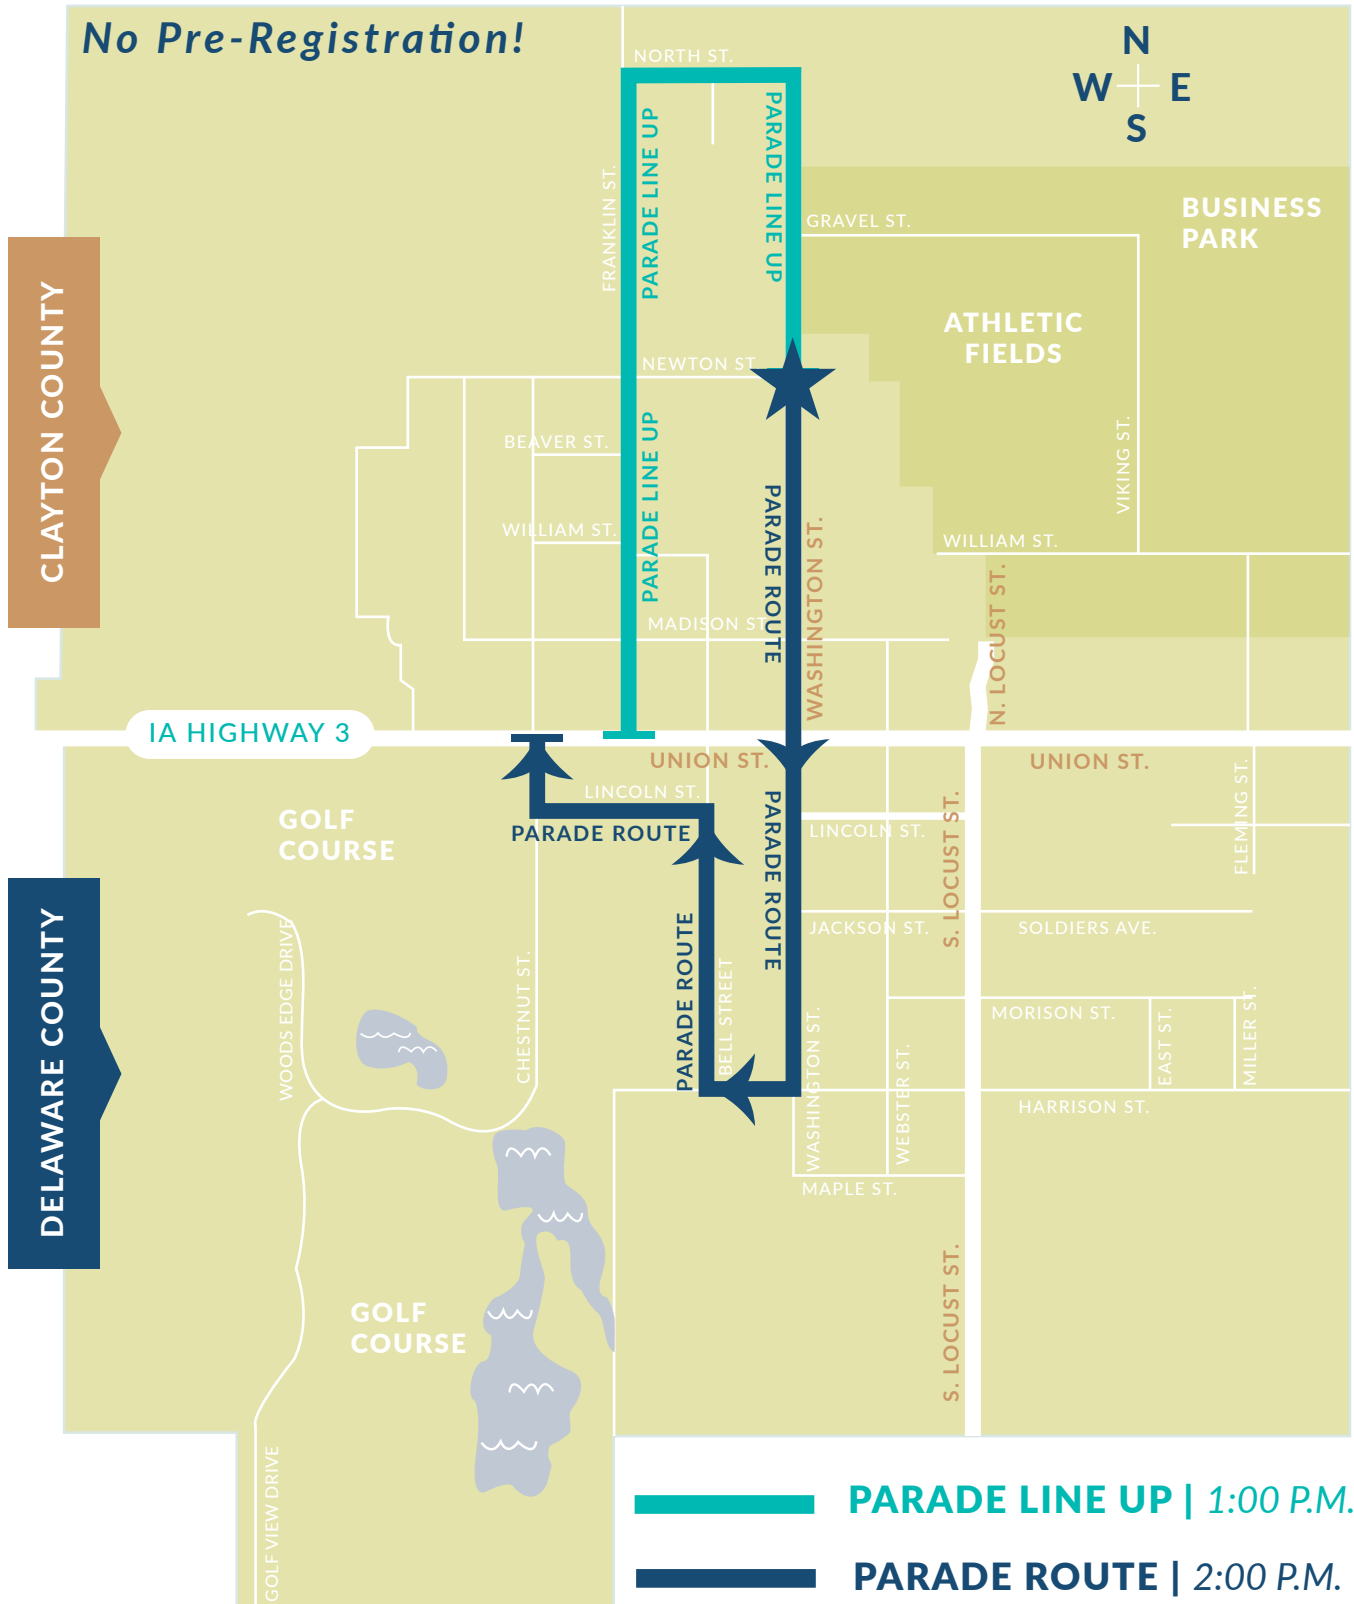 No Pre-Registration!
N
W E
S
NORTH ST.
PARADE LINE UP
PARADE LINE UP
FRANKLIN ST.
GRAVEL ST.
BUSINESS
PARK
ATHLETIC
FIELDS
CLAYTON COUNTY
NEWTON ST.
BEAVER ST.
PARADE LINE UP
VIKING ST.
WILLIAM ST.
PARADE ROUTE
WASHINGTON ST.
WILLIAM ST.
N. LOCUST ST.
MADISON ST.
IA HIGHWAY 3
UNION ST.
UNION ST.
LINCOLN ST.
GOLF
COURSE
PARADE ROUTE
PARADE ROUTE
LINCOLN ST.
S. LOCUST ST.
FLEMING ST.
DELAWARE COUNTY
WOODS EDGE DRIVE
CHESTNUT ST.
PARADE ROUTE
BELL STREET
JACKSON ST.
SOLDIERS AVE.
MORISON ST.
EAST ST.
MILLER ST.
WASHINGTON ST.
WEBSTER ST.
HARRISON ST.
MAPLE ST.
GOLF
COURSE
S. LOCUST ST.
GOLF VIEW DRIVE
PARADE LINE UP | 1:00 P.M.
PARADE ROUTE | 2:00 P.M.